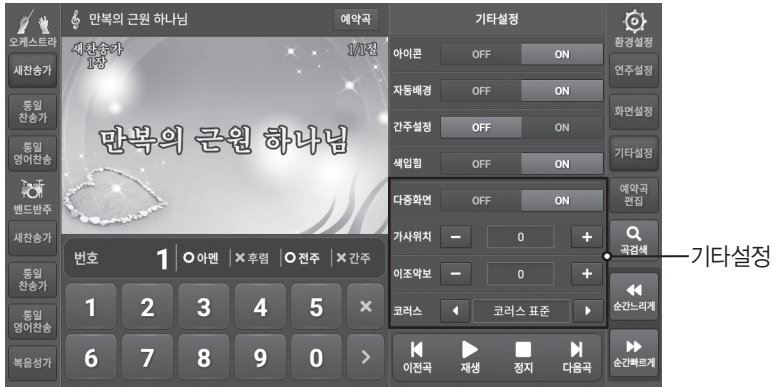 오케스트라
새찬송가
통일
찬송가
통일
영어찬송
밴드반주
새찬송가
통일
찬송가
통일
영어찬송
복음성가
만복의 근원 하나님
예약곡
새찬송가
1장
1/1절
만복의 근원 하나님
번호 1 O 아멘 ×후렴 O 전주 ×간주
1 2 3 4 5 ×
6 7 8 9 0 >
기타설정
아이콘 OFF ON
자동배경 OFF ON
간주설정 OFF ON
색입힘 OFF ON
다중화면 OFF ON
가사위치 - 0 +
이조악보 - 0 +
코러스 코러스 표준
이전곡 재생 정지 다음곡
환경설정
연주설정
화면설정
기타설정
예약곡
편집
곡검색
순간느리게
순간빠르게
기타설정